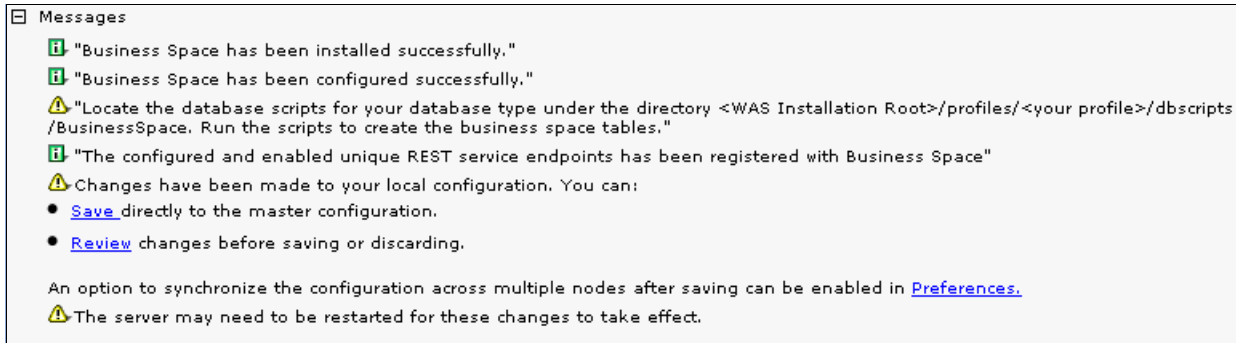 Messages
"Business Space has been installed successfully."
"Business Space has been configured successfully."
"Locate the database scripts for your database type under the directory <WAS Installation Root>/profiles/<your profile>/dbscripts
/BusinessSpace. Run the scripts to create the business space tables."
"The configured and enabled unique REST service endpoints has been registered with Business Space"
Changes have been made to your local configuration. You can:
Save directly to the master configuration.
Review changes before saving or discarding.
An option to synchronize the configuration across multiple nodes after saving can be enabled in Preferences.
The server may need to be restarted for these changes to take effect.